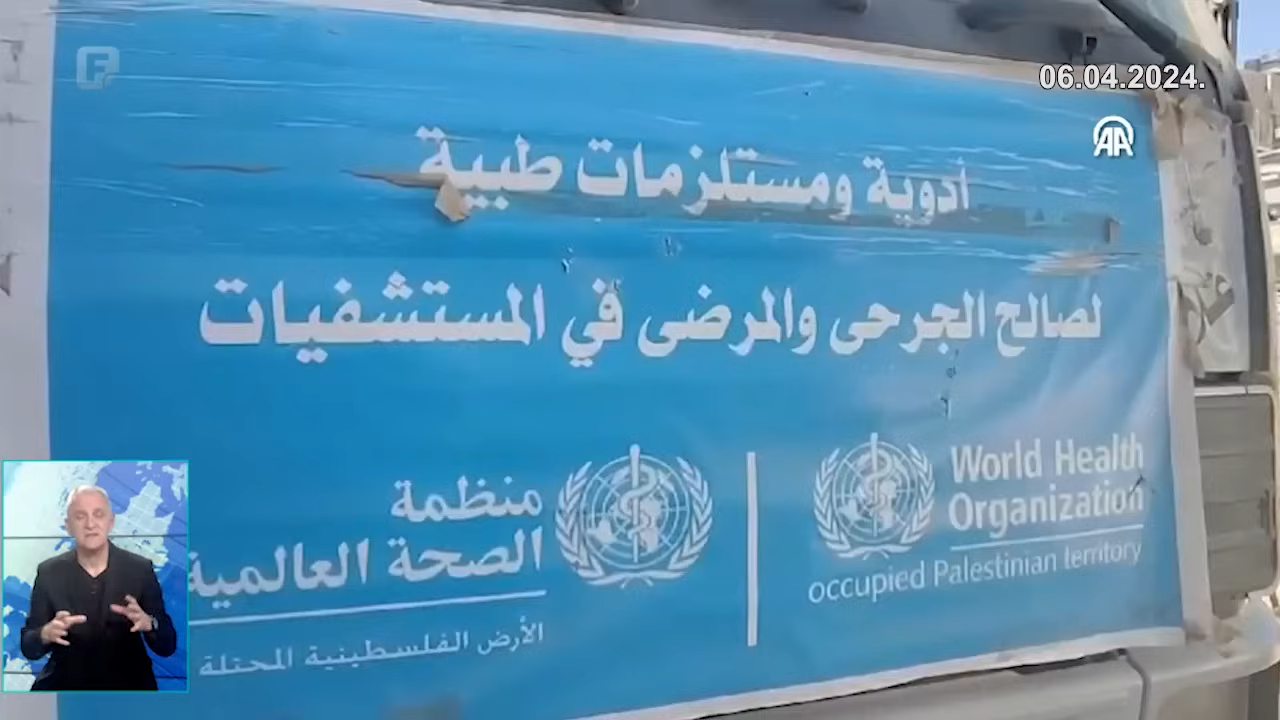 F
06.04.2024.
AA
أدوية ومستلزمات طبية
لصالح الجرحى والمرضى في المستشفيات
منظمة
الصحة العالمية
الأرض الفلسطينية المحتلة
World Health
Organization
occupied Palestinian territory